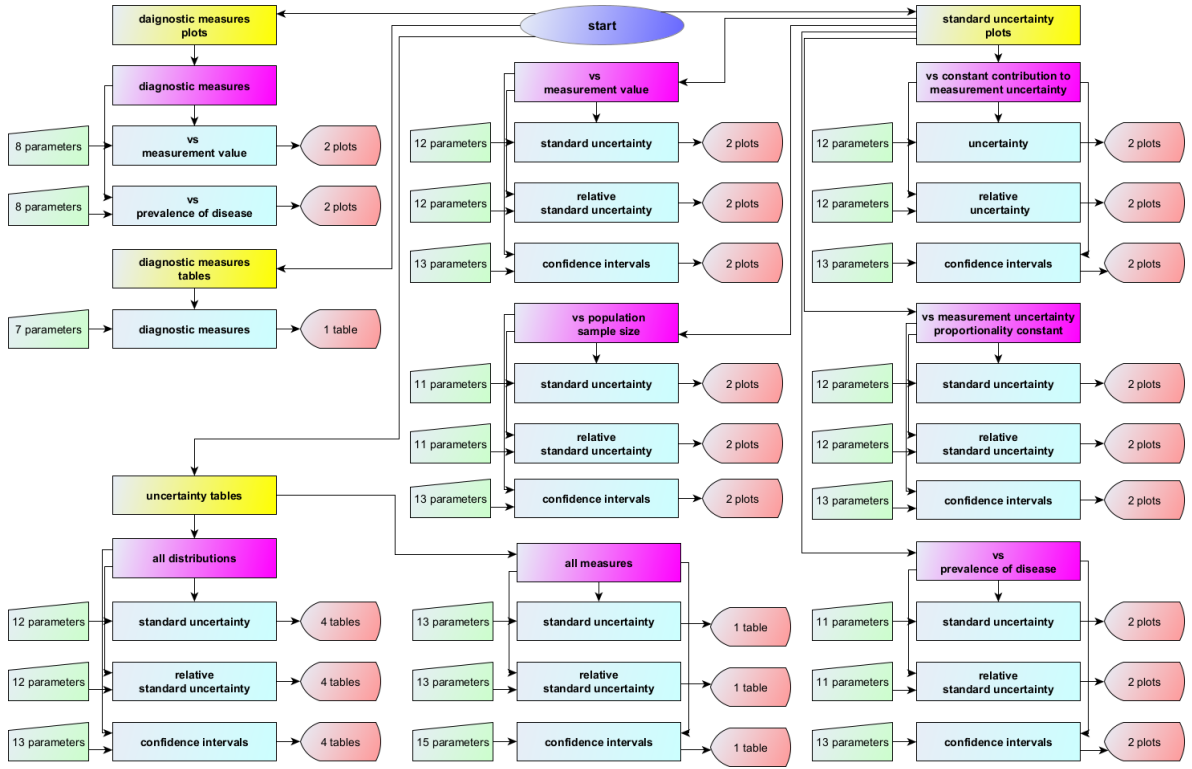 daignostic measures
plots
start
standard uncertainty
plots
diagnostic measures
8 parameters
vs
measurement value
2 plots
8 parameters
vs
prevalence of disease
2 plots
diagnostic measures
tables
7 parameters
diagnostic measures
1 table
vs
measurement value
12 parameters
standard uncertainty
2 plots
12 parameters
relative
standard uncertainty
2 plots
13 parameters
confidence intervals
2 plots
vs population
sample size
11 parameters
standard uncertainty
2 plots
11 parameters
relative
standard uncertainty
2 plots
13 parameters
confidence intervals
2 plots
vs constant contribution to
measurement uncertainty
12 parameters
uncertainty
2 plots
12 parameters
relative
uncertainty
2 plots
13 parameters
confidence intervals
2 plots
vs measurement uncertainty
proportionality constant
12 parameters
standard uncertainty
2 plots
12 parameters
relative
standard uncertainty
2 plots
13 parameters
confidence intervals
2 plots
uncertainty tables
all distributions
12 parameters
standard uncertainty
4 tables
12 parameters
relative
standard uncertainty
4 tables
13 parameters
confidence intervals
4 tables
all measures
13 parameters
standard uncertainty
1 table
13 parameters
relative
standard uncertainty
1 table
15 parameters
confidence intervals
1 table
vs
prevalence of disease
11 parameters
standard uncertainty
2 plots
11 parameters
relative
standard uncertainty
2 plots
13 parameters
confidence intervals
2 plots